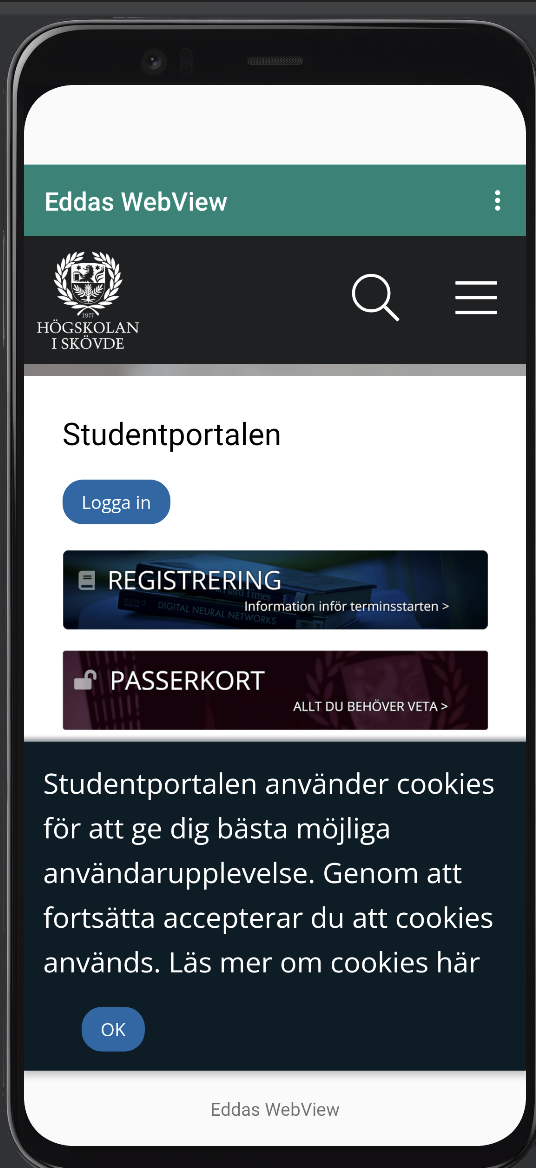 Eddas WebView
1977
HÖGSKOLAN
I SKÖVDE
Studentportalen
Logga in
REGISTRERING
Information inför terminsstarten >
DIGITAL NEURAL NETWORKS
PASSERKORT
ALLT DU BEHÖVER VETA >
Studentportalen använder cookies
för att ge dig bästa möjliga
användarupplevelse. Genom att
fortsätta accepterar du att cookies
används. Läs mer om cookies här
OK
Eddas WebView